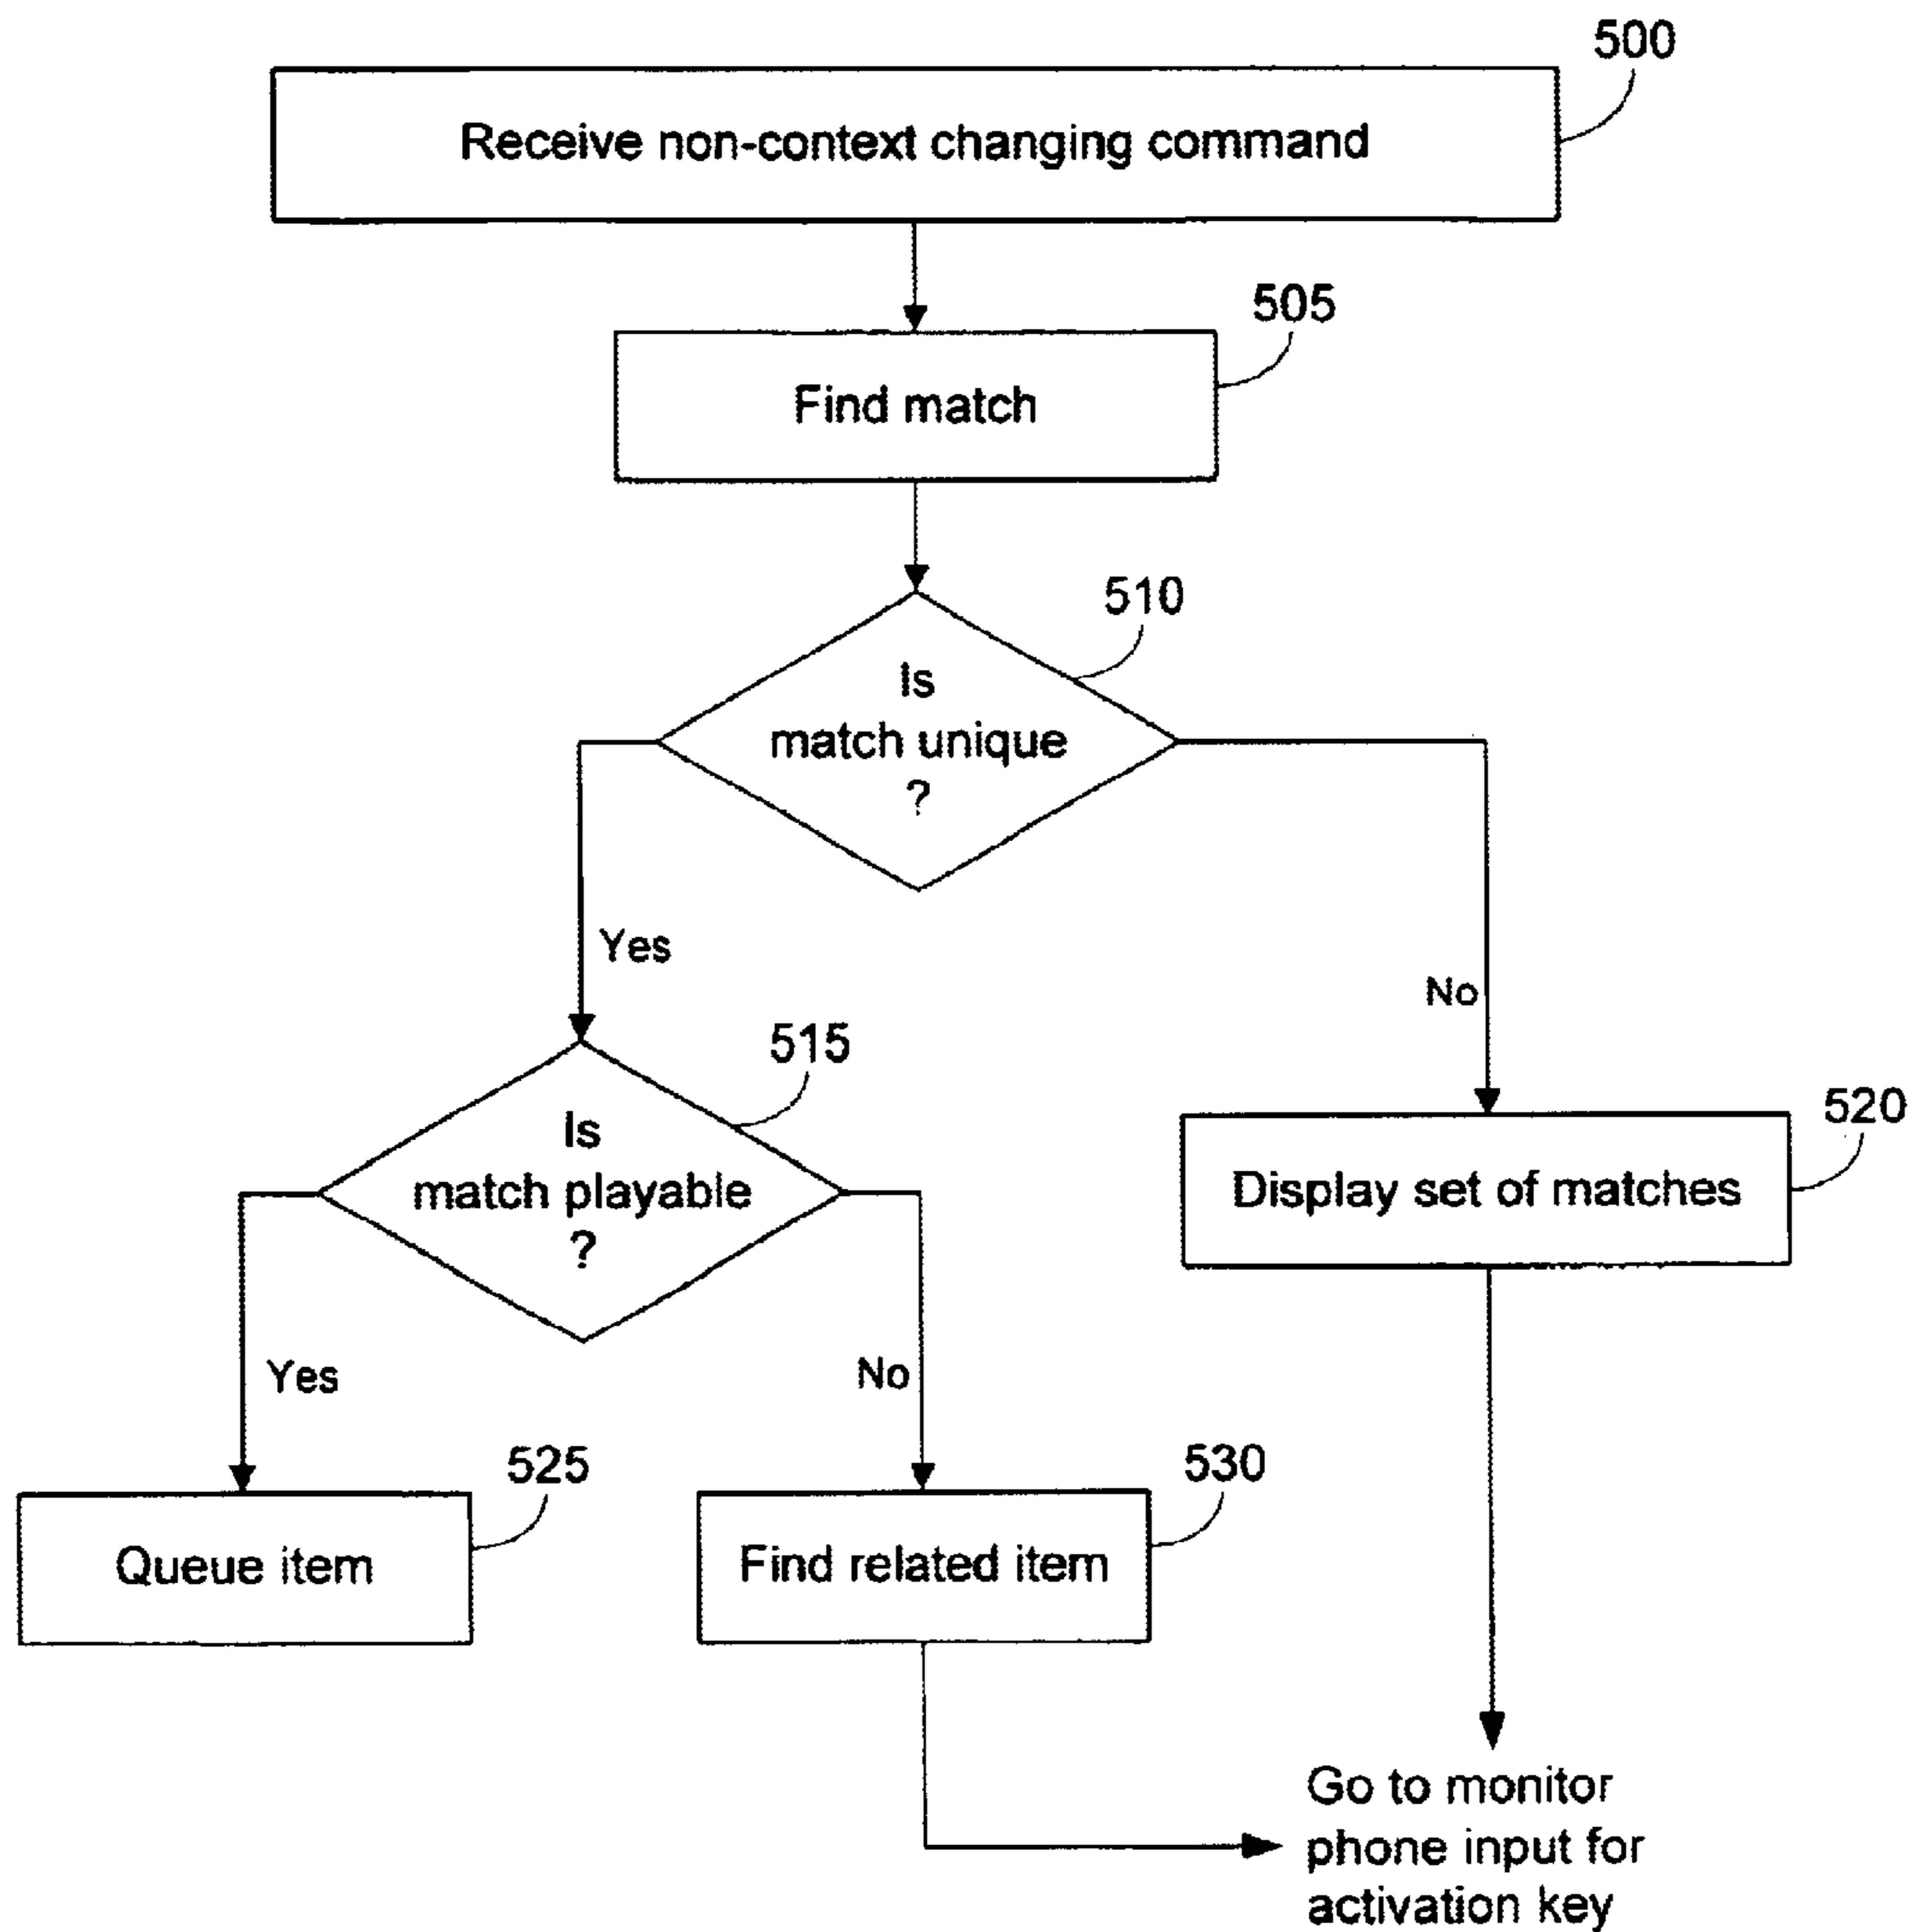 500
Receive non-context changing command
505
Find match
510
Is
match unique
?
Yes
No
515
Is
match playable
?
520
Display set of matches
Yes
No
525
Queue item
530
Find related item
Go to monitor
phone input for
activation key